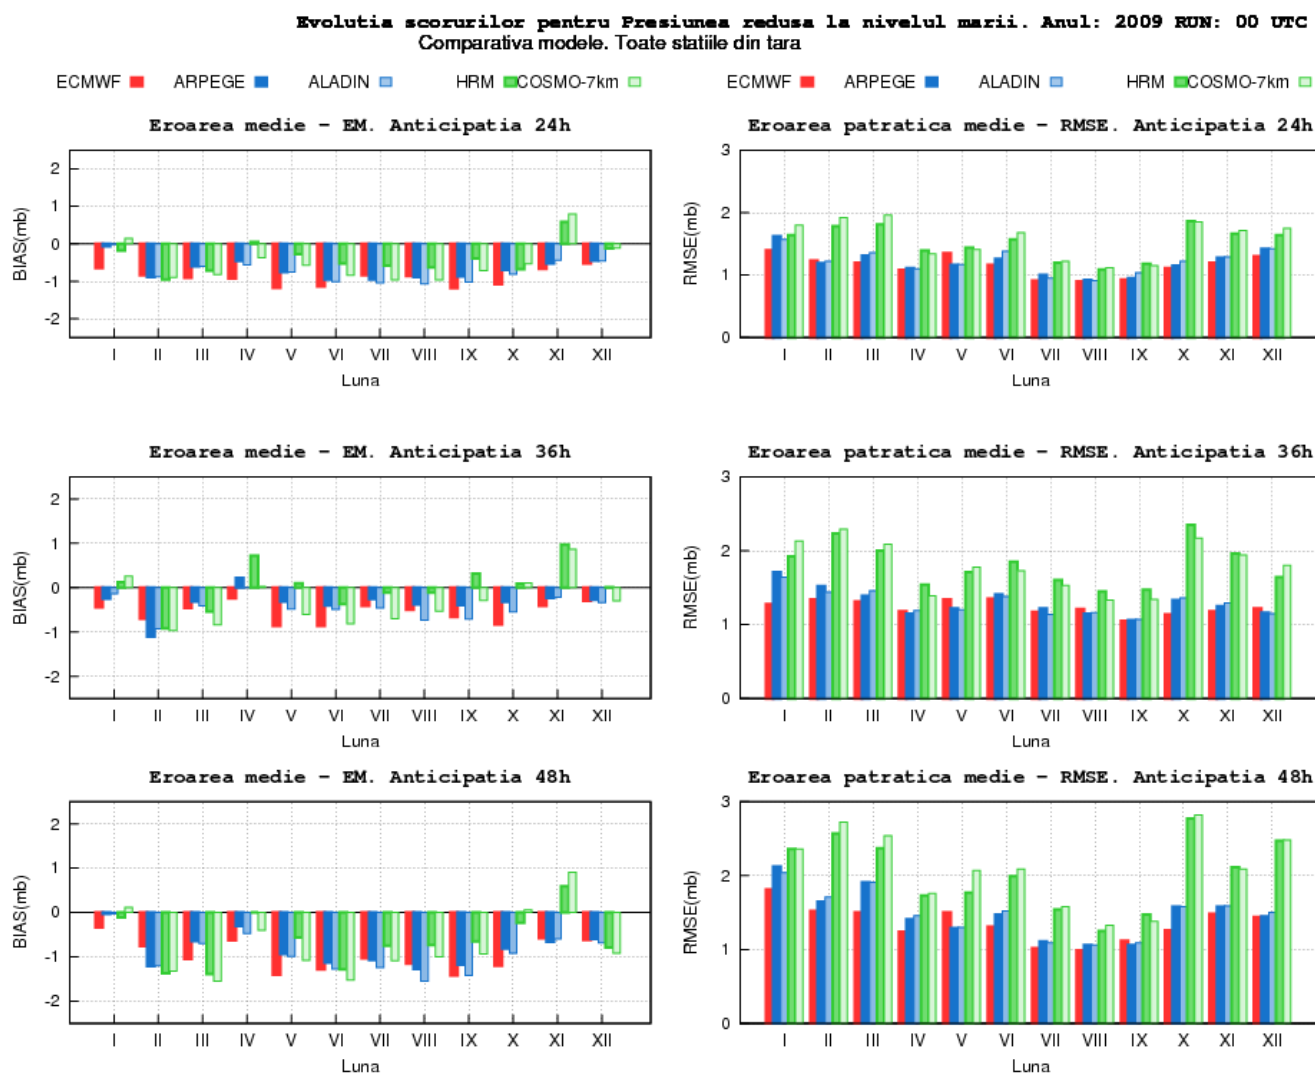 Evolutia scorurilor pentru Presiunea redusa la nivelul marii. Anul: 2009 RUN: 00 UTC
Comparativa modele. Toate statiile din tara
ECMWF ARPEGE ALADIN HRM COSMO-7km
ECMWF ARPEGE ALADIN HRM COSMO-7km
Eroarea medie - EM. Anticipatia 24h
BIAS(mb)
2
1
0
-1
-2
I II III IV V VI VII VIII IX X XI XII
Luna
Eroarea patratica medie - RMSE. Anticipatia 24h
RMSE(mb)
3
2
1
0
I II III IV V VI VII VIII IX X XI XII
Luna
Eroarea medie - EM. Anticipatia 36h
BIAS(mb)
2
1
0
-1
-2
I II III IV V VI VII VIII IX X XI XII
Luna
Eroarea patratica medie - RMSE. Anticipatia 36h
RMSE(mb)
3
2
1
0
I II III IV V VI VII VIII IX X XI XII
Luna
Eroarea medie - EM. Anticipatia 48h
BIAS(mb)
2
1
0
-1
-2
I II III IV V VI VII VIII IX X XI XII
Luna
Eroarea patratica medie - RMSE. Anticipatia 48h
RMSE(mb)
3
2
1
0
I II III IV V VI VII VIII IX X XI XII
Luna